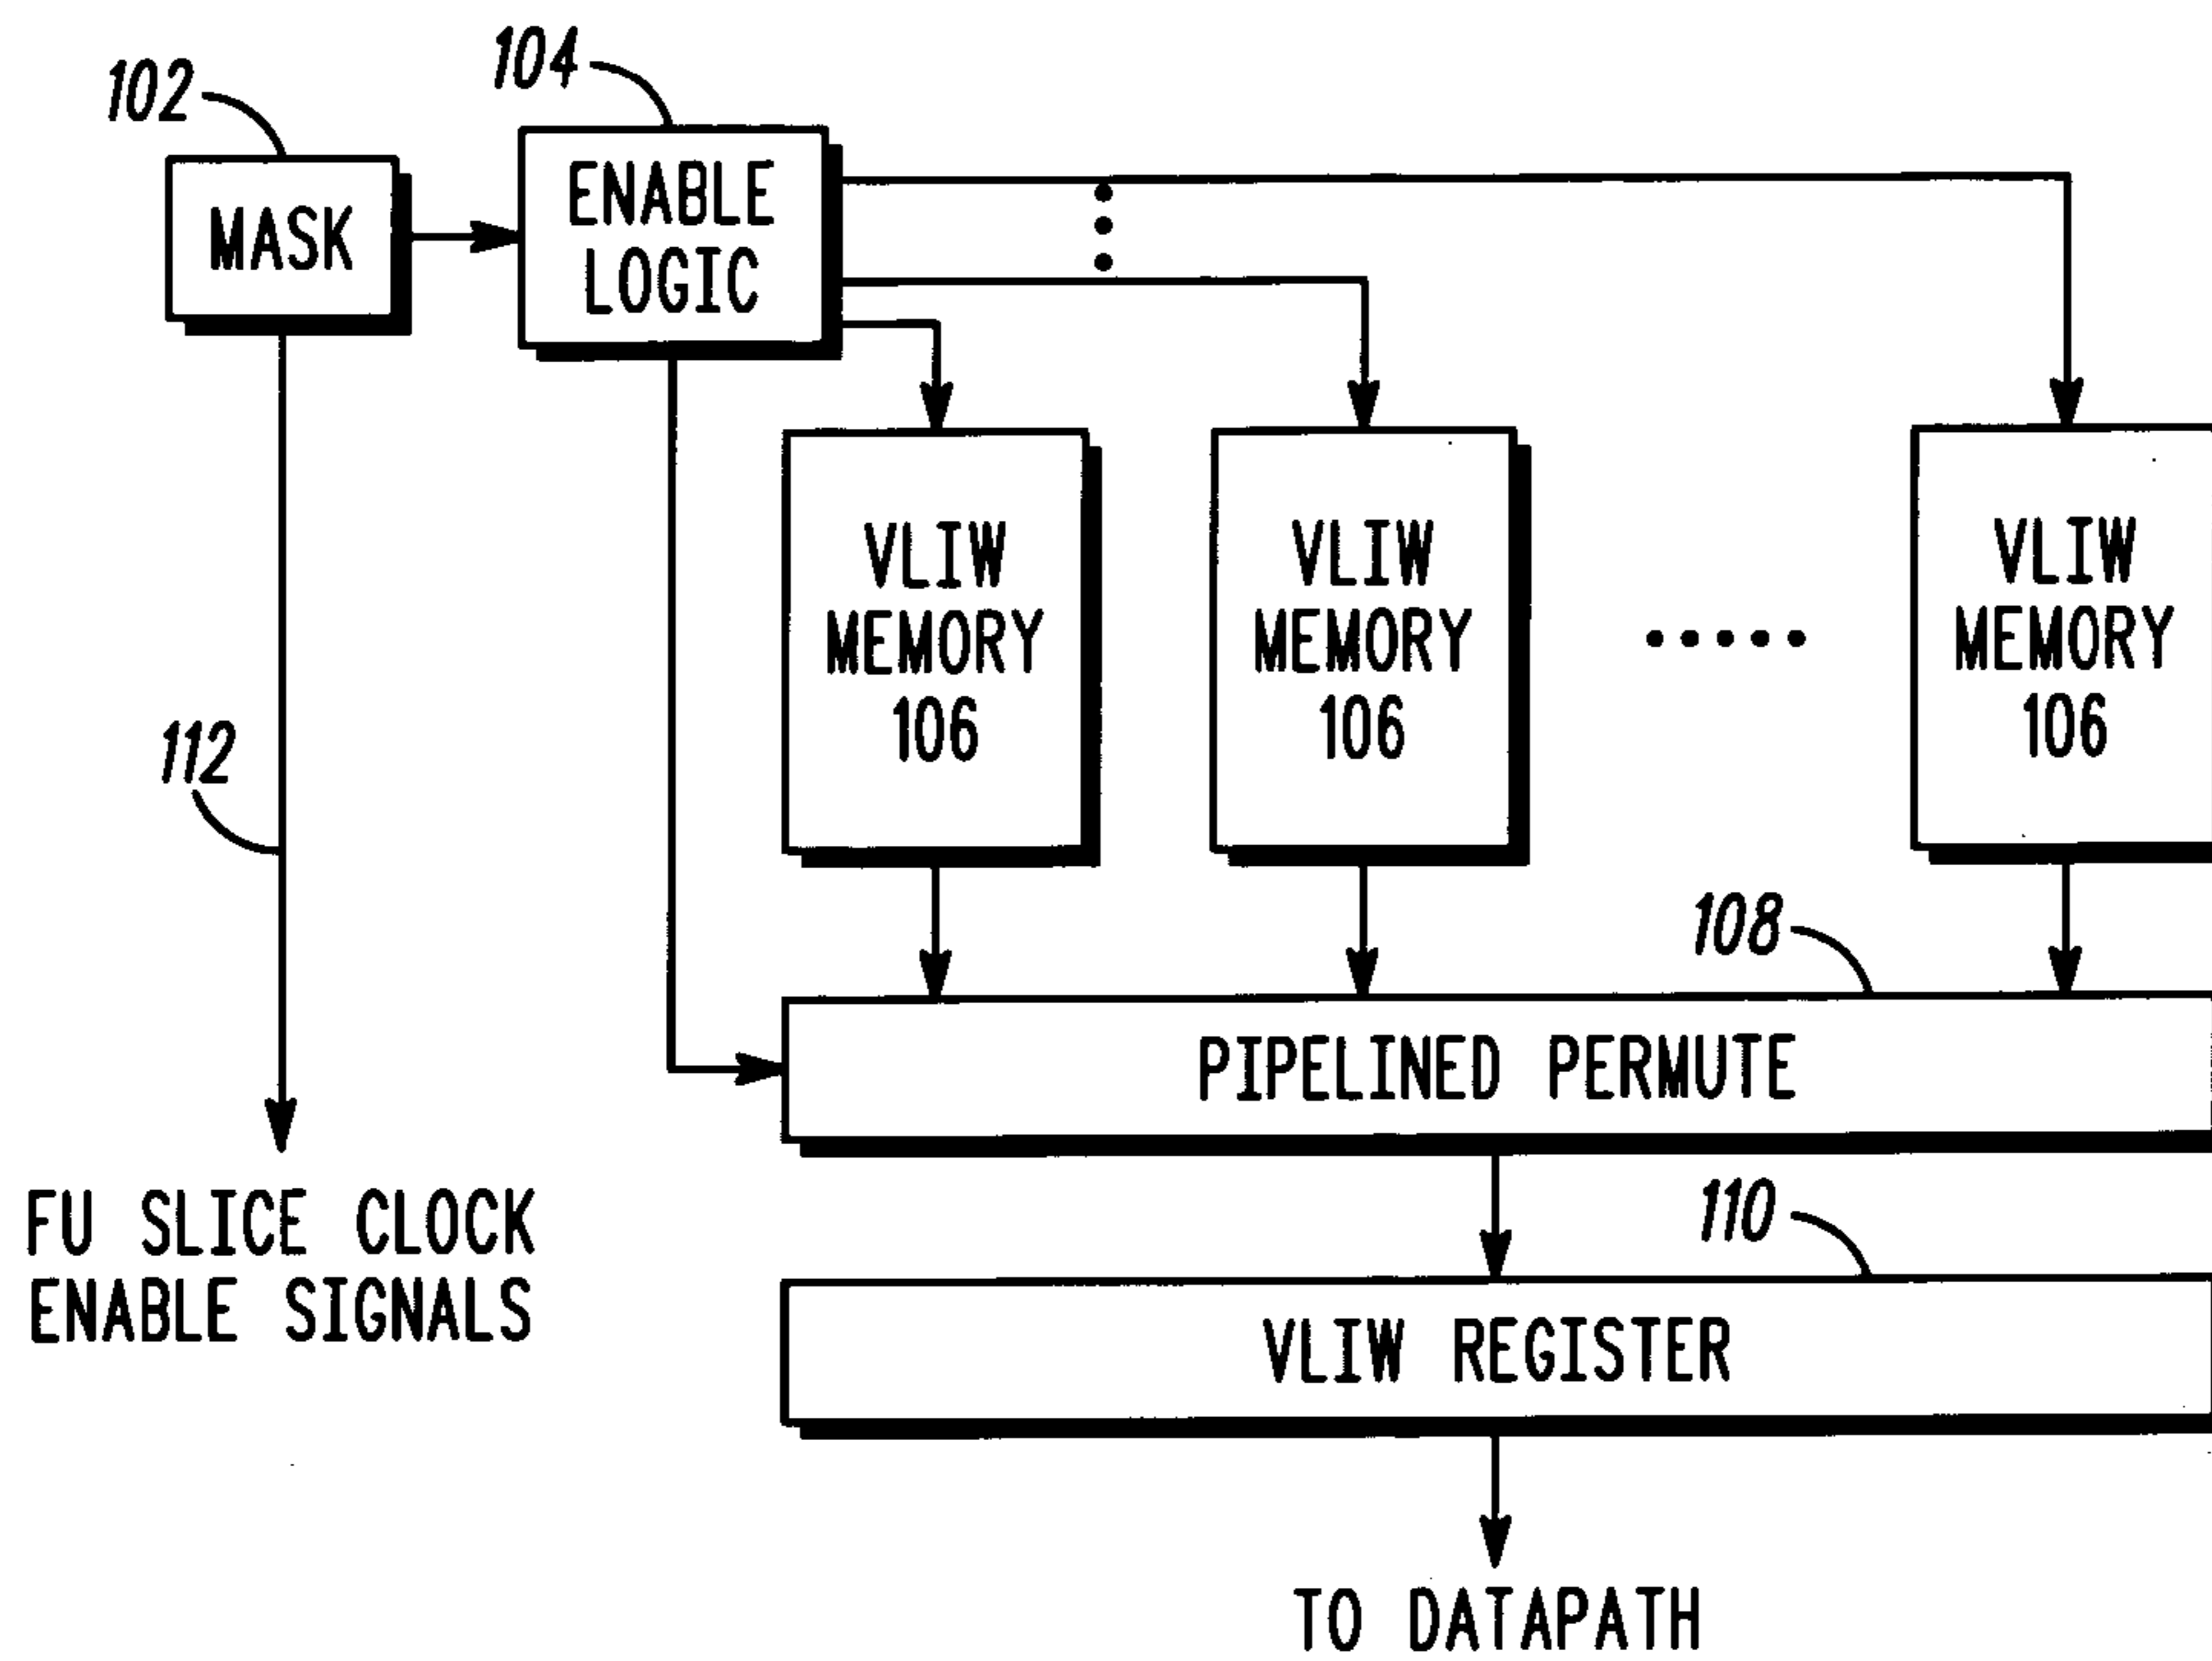 102
104
MASK
ENABLE
LOGIC
VLIW
MEMORY
106
VLIW
MEMORY
106
VLIW
MEMORY
106
112
108
PIPELINED PERMUTE
FU SLICE CLOCK
ENABLE SIGNALS
110
VLIW REGISTER
TO DATAPATH